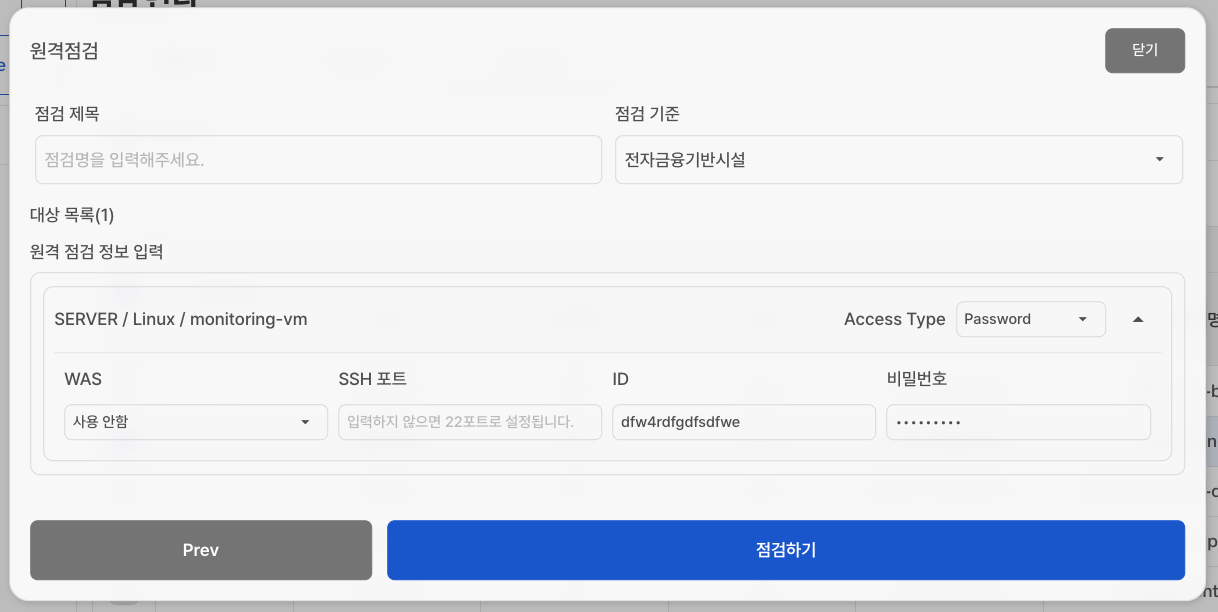 원격점검
닫기
점검 제목
점검 기준
점검명을 입력해주세요.
전자금융기반시설
대상 목록(1)
원격 점검 정보 입력
SERVER / Linux / monitoring-vm
Access Type
Password
WAS
SSH 포트
ID
비밀번호
사용 안함
입력하지 않으면 22포트로 설정됩니다.
dfw4rdfgdfsdfwe
•••••••••
Prev
점검하기